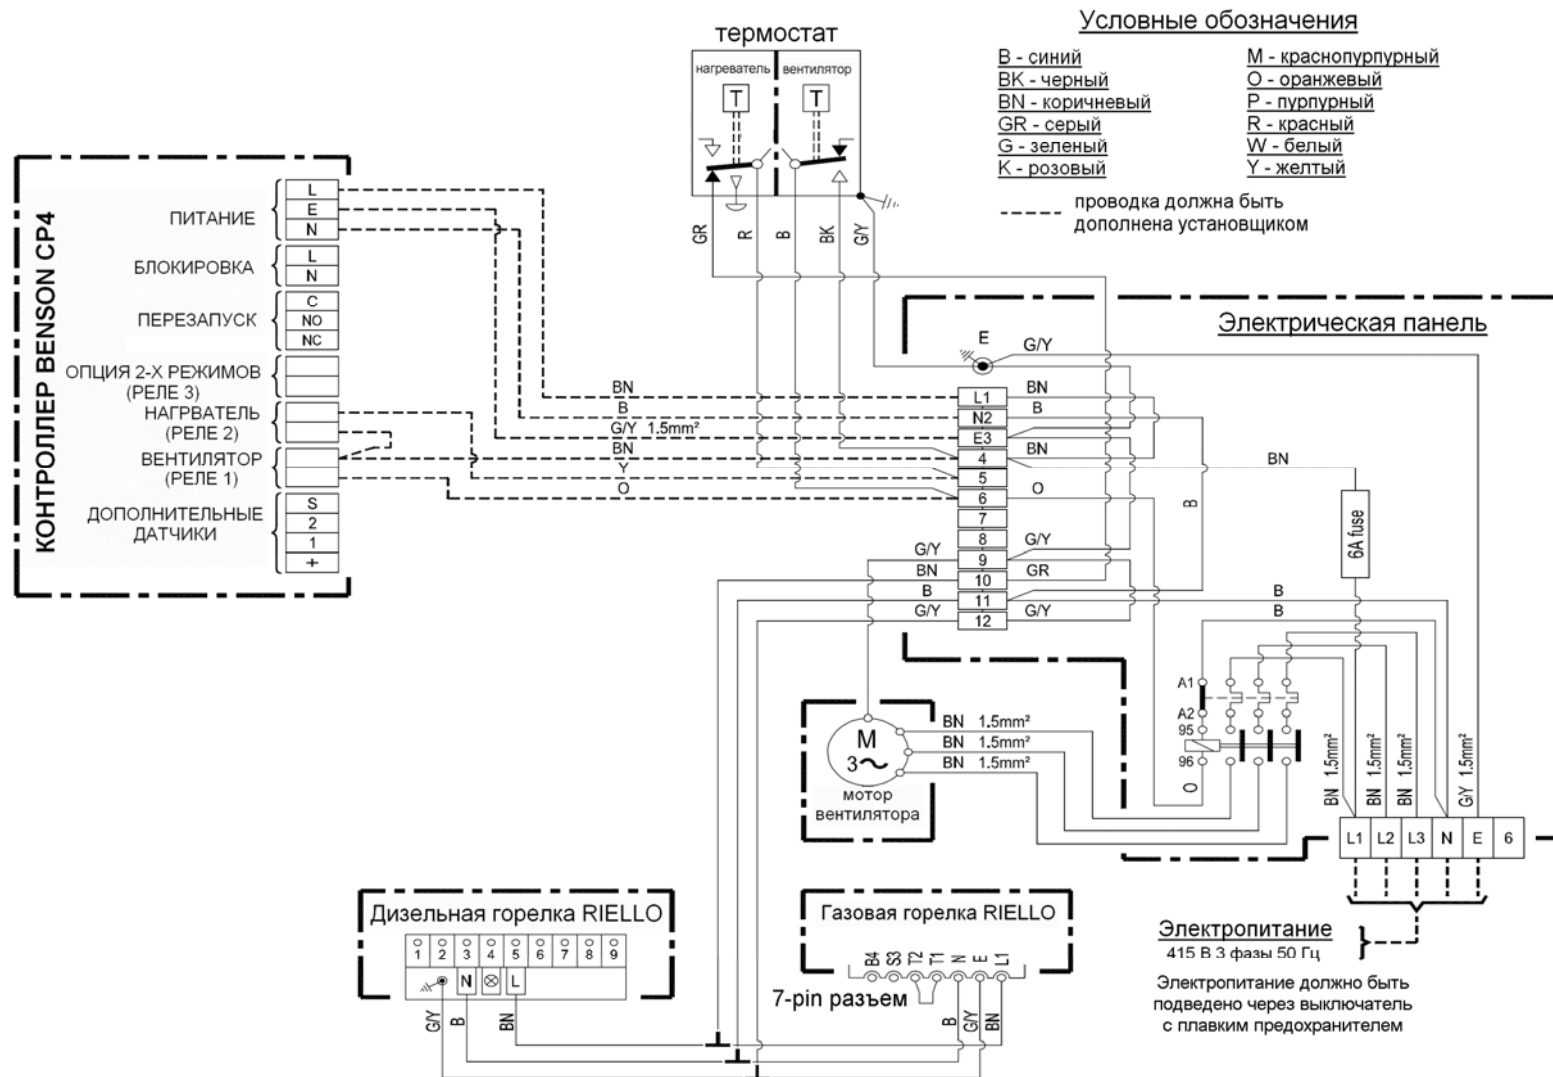 Условные обозначения
B - синий
BK - черный
BN - коричневый
GR - серый
G - зеленый
K - розовый
M - краснопурпурный
O - оранжевый
P - пурпурный
R - красный
W - белый
Y - желтый
проводка должна быть
дополнена установщиком
термостат
нагреватель
вентилятор
T
T
GR
R
B
BK
G/Y
КОНТРОЛЛЕР BENSON CP4
ПИТАНИЕ
L
E
N
БЛОКИРОВКА
L
N
ПЕРЕЗАПУСК
C
NO
NC
ОПЦИЯ 2-Х РЕЖИМОВ
(РЕЛЕ 3)
НАГРВАТЕЛЬ
(РЕЛЕ 2)
ВЕНТИЛЯТОР
(РЕЛЕ 1)
ДОПОЛНИТЕЛЬНЫЕ
ДАТЧИКИ
S
2
1
+
BN
B
G/Y 1.5mm²
BN
Y
O
Электрическая панель
E
G/Y
L1
N2
E3
4
5
6
7
8
9
10
11
12
BN
B
BN
O
G/Y
GR
G/Y
G/Y
BN
B
G/Y
BN
B
6A fuse
B
B
A1
A2
95
96
O
BN 1.5mm²
BN 1.5mm²
BN 1.5mm²
G/Y 1.5mm²
L1
L2
L3
N
E
6
M
3
мотор
вентилятора
BN 1.5mm²
BN 1.5mm²
BN 1.5mm²
Электропитание
415 В 3 фазы 50 Гц
Электропитание должно быть
подведено через выключатель
с плавким предохранителем
Дизельная горелка RIELLO
1 2 3 4 5 6 7 8 9
N
L
G/Y
B
BN
Газовая горелка RIELLO
B4
S3
T2
T1
N
E
L1
7-pin разъем
B
G/Y
BN